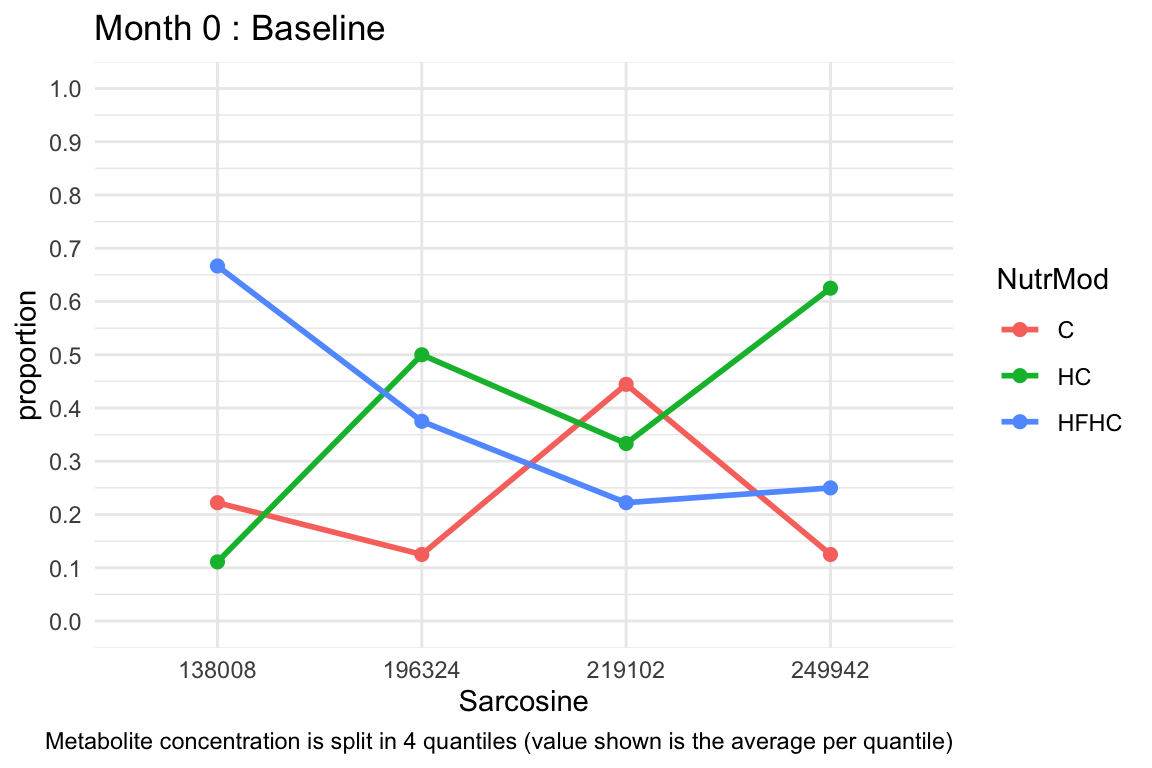 Month 0 : Baseline
1.0
0.9
0.8
0.7
0.6
0.5
0.4
0.3
0.2
0.1
0.0
proportion
138008 196324 219102 249942
Sarcosine
Metabolite concentration is split in 4 quantiles (value shown is the average per quantile)
NutrMod
C
HC
HFHC